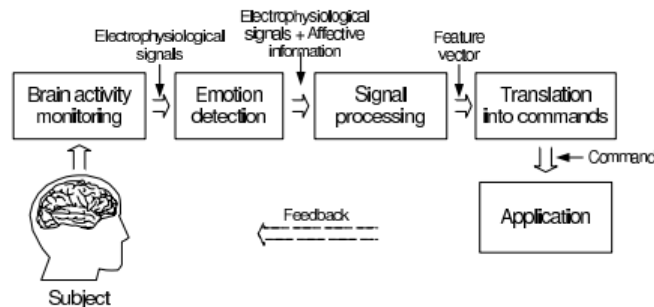 Electrophysiological
signals
Electrophysiological
signals + Affective
information
Feature
vector
Brain activity
monitoring
Emotion
detection
Signal
processing
Translation
into commands
Command
Application
Feedback
Subject